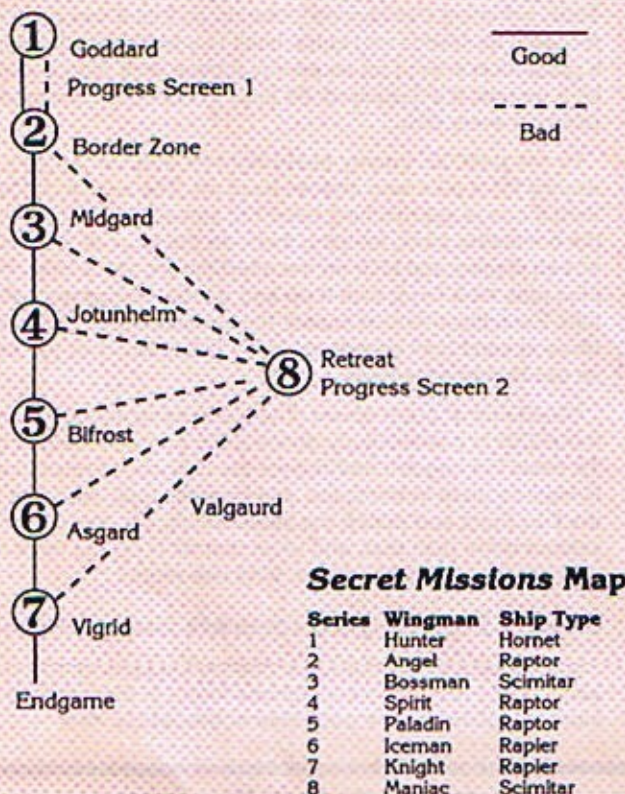 1 Goddard
Progress Screen 1
Good
Bad
2 Border Zone
3 Midgard
4 Jotunheim
8 Retreat
Progress Screen 2
5 Bifrost
Valgaurd
6 Asgard
7 Vigrid
Endgame
Secret Missions Map
Series Wingman Ship Type
1 Hunter Hornet
2 Angel Raptor
3 Bossman Scimitar
4 Spirit Raptor
5 Paladin Raptor
6 Iceman Rapier
7 Knight Rapier
8 Maniac Scimitar